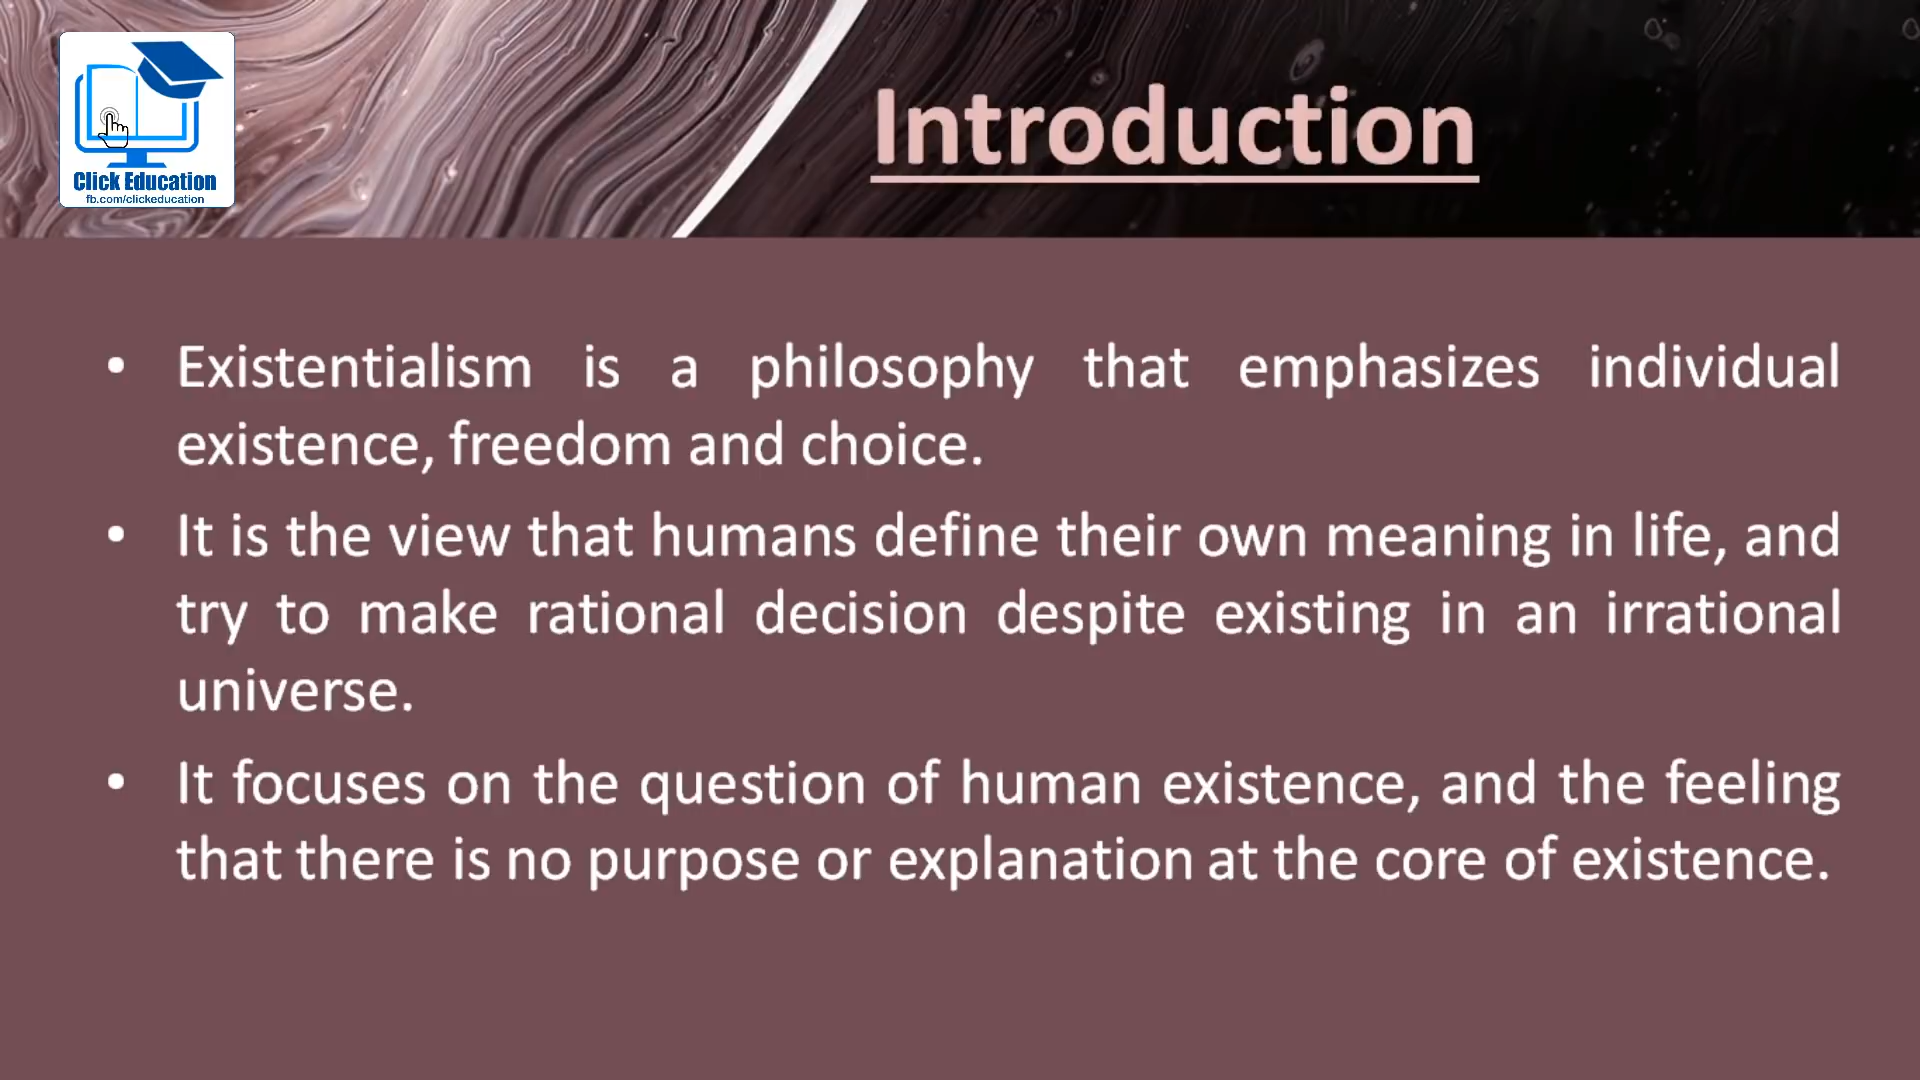 Click Education
fb.com/clickeducation
Introduction
• Existentialism is a philosophy that emphasizes individual
existence, freedom and choice.
• It is the view that humans define their own meaning in life, and
try to make rational decision despite existing in an irrational
universe.
• It focuses on the question of human existence, and the feeling
that there is no purpose or explanation at the core of existence.